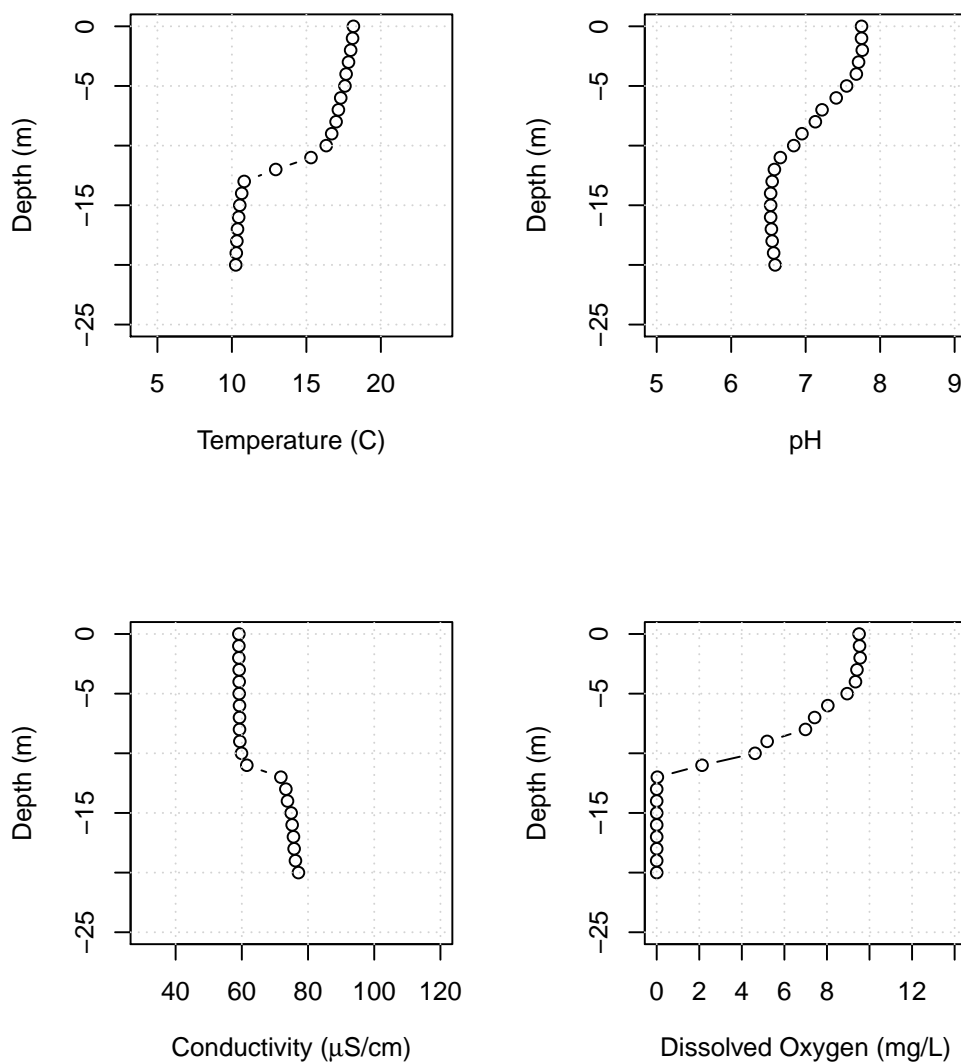 0
−5
−15
−25
Depth (m)
5 10 15 20
Temperature (C)
0
−5
−15
−25
Depth (m)
5 6 7 8 9
pH
0
−5
−15
−25
Depth (m)
40 60 80 100 120
Conductivity (μS/cm)
0
−5
−15
−25
Depth (m)
0 2 4 6 8 12
Dissolved Oxygen (mg/L)